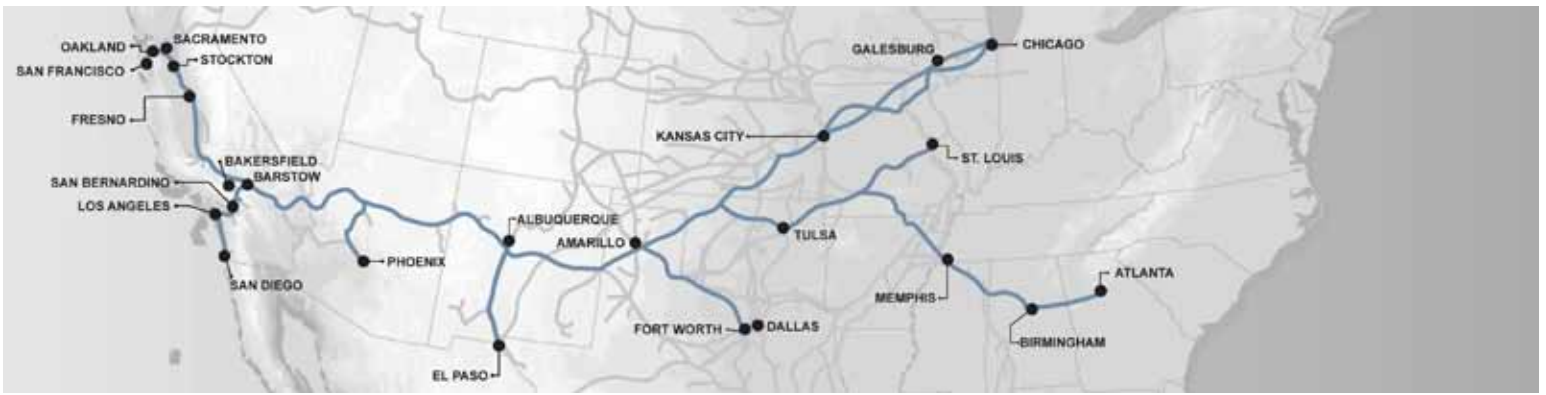 OAKLAND
SACRAMENTO
SAN FRANCISCO
STOCKTON
FRESNO
BAKERSFIELD
SAN BERNARDINO
BARSTOW
LOS ANGELES
SAN DIEGO
PHOENIX
ALBUQUERQUE
AMARILLO
EL PASO
FORT WORTH
DALLAS
KANSAS CITY
GALESBURG
CHICAGO
ST. LOUIS
TULSA
MEMPHIS
BIRMINGHAM
ATLANTA